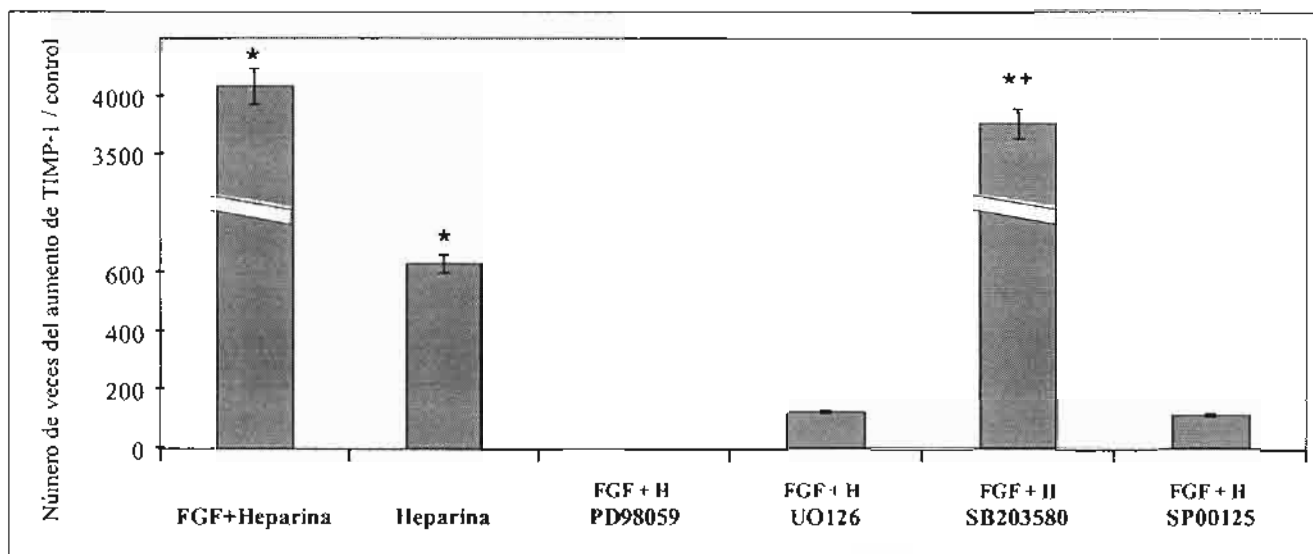 Número de veces del aumento de TIMP-1 / control
4000
3500
600
400
200
0
*
*
*+
FGF+Heparina
Heparina
FGF + H
PD98059
FGF + H
UO126
FGF + H
SB203580
FGF + H
SP00125